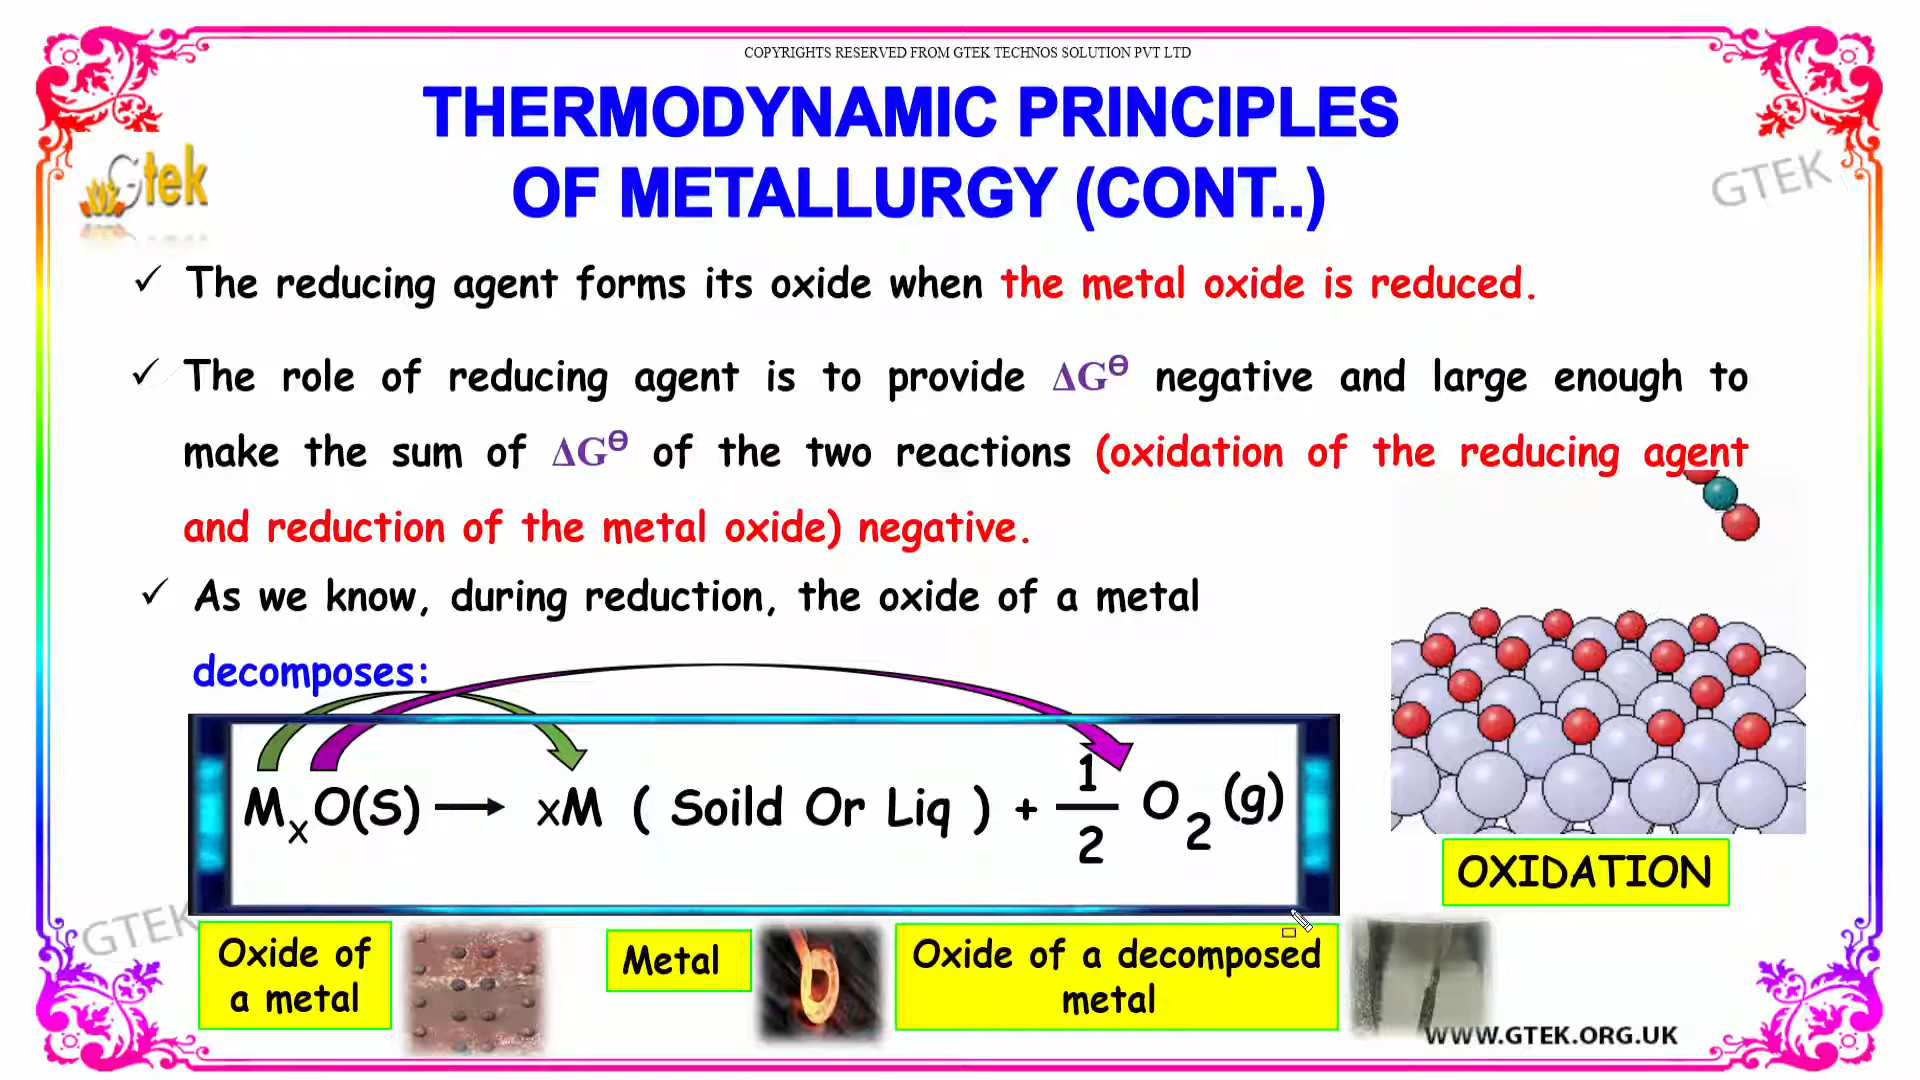 COPYRIGHTS RESERVED FROM GTEK TECHNOS SOLUTION PVT LTD
THERMODYNAMIC PRINCIPLES
OF METALLURGY (CONT..)
Gtek
GTEK
✓ The reducing agent forms its oxide when the metal oxide is reduced.
✓ The role of reducing agent is to provide ΔG⊖ negative and large enough to
make the sum of ΔG⊖ of the two reactions (oxidation of the reducing agent
and reduction of the metal oxide) negative.
✓ As we know, during reduction, the oxide of a metal
decomposes:
MxO(S) → xM ( Soild Or Liq ) + 1/2 O2 (g)
OXIDATION
GTEK
Oxide of
a metal
Metal
Oxide of a decomposed
metal
WWW.GTEK.ORG.UK